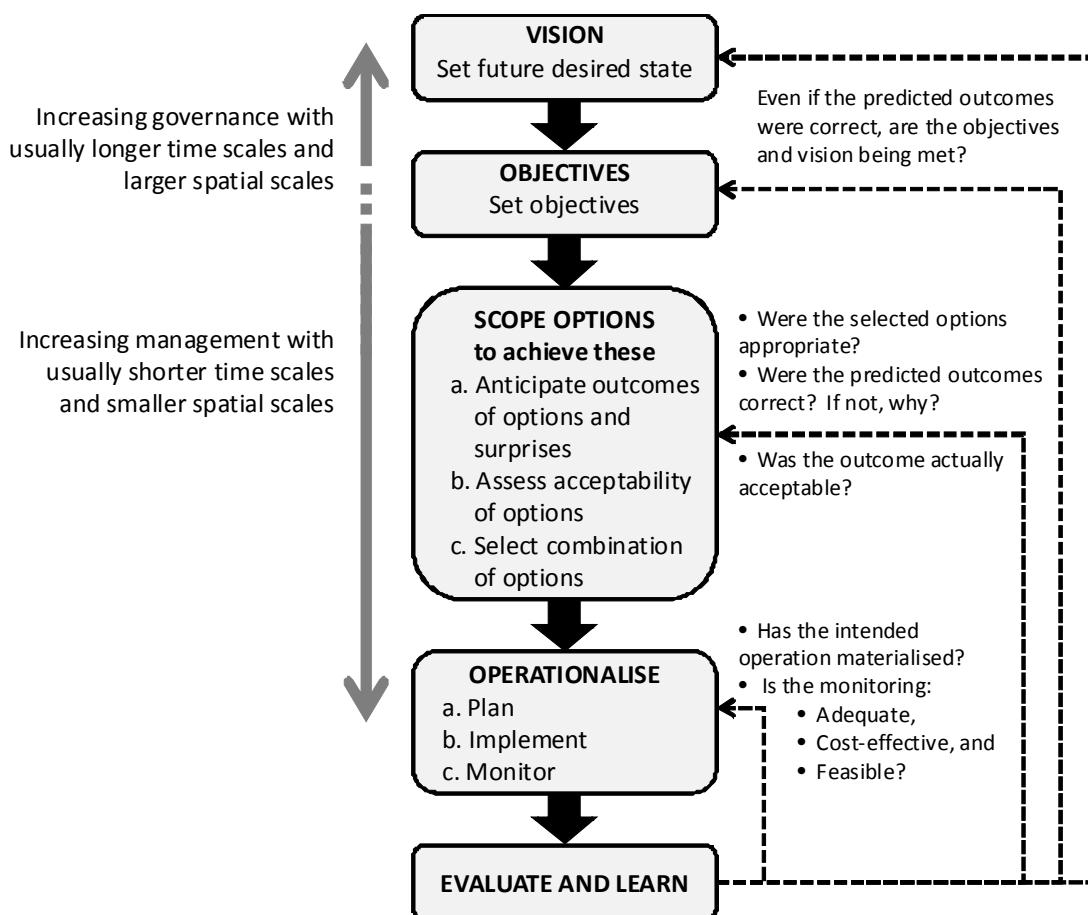 VISION
Set future desired state
Increasing governance with
usually longer time scales and
larger spatial scales
Even if the predicted outcomes
were correct, are the objectives
and vision being met?
OBJECTIVES
Set objectives
Increasing management with
usually shorter time scales
and smaller spatial scales
SCOPE OPTIONS
to achieve these
a. Anticipate outcomes
of options and
surprises
b. Assess acceptability
of options
c. Select combination
of options
• Were the selected options
appropriate?
• Were the predicted outcomes
correct? If not, why?
• Was the outcome actually
acceptable?
OPERATIONALISE
a. Plan
b. Implement
c. Monitor
• Has the intended
operation materialised?
• Is the monitoring:
• Adequate,
• Cost-effective, and
• Feasible?
EVALUATE AND LEARN